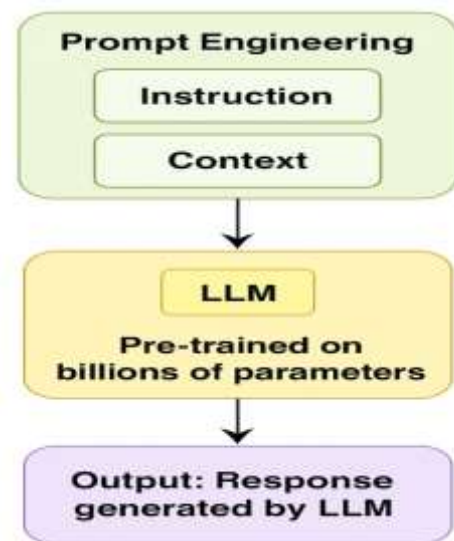 Prompt Engineering
Instruction
Context
LLM
Pre-trained on
billions of parameters
Output: Response
generated by LLM